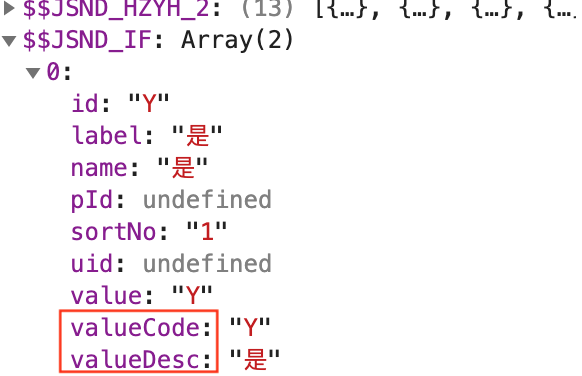 $$JSND_HZYH_2: (13) [{…}, {…}, {…}, {…
$$JSND_IF: Array(2)
0:
id: "Y"
label: "是"
name: "是"
pId: undefined
sortNo: "1"
uid: undefined
value: "Y"
valueCode: "Y"
valueDesc: "是"